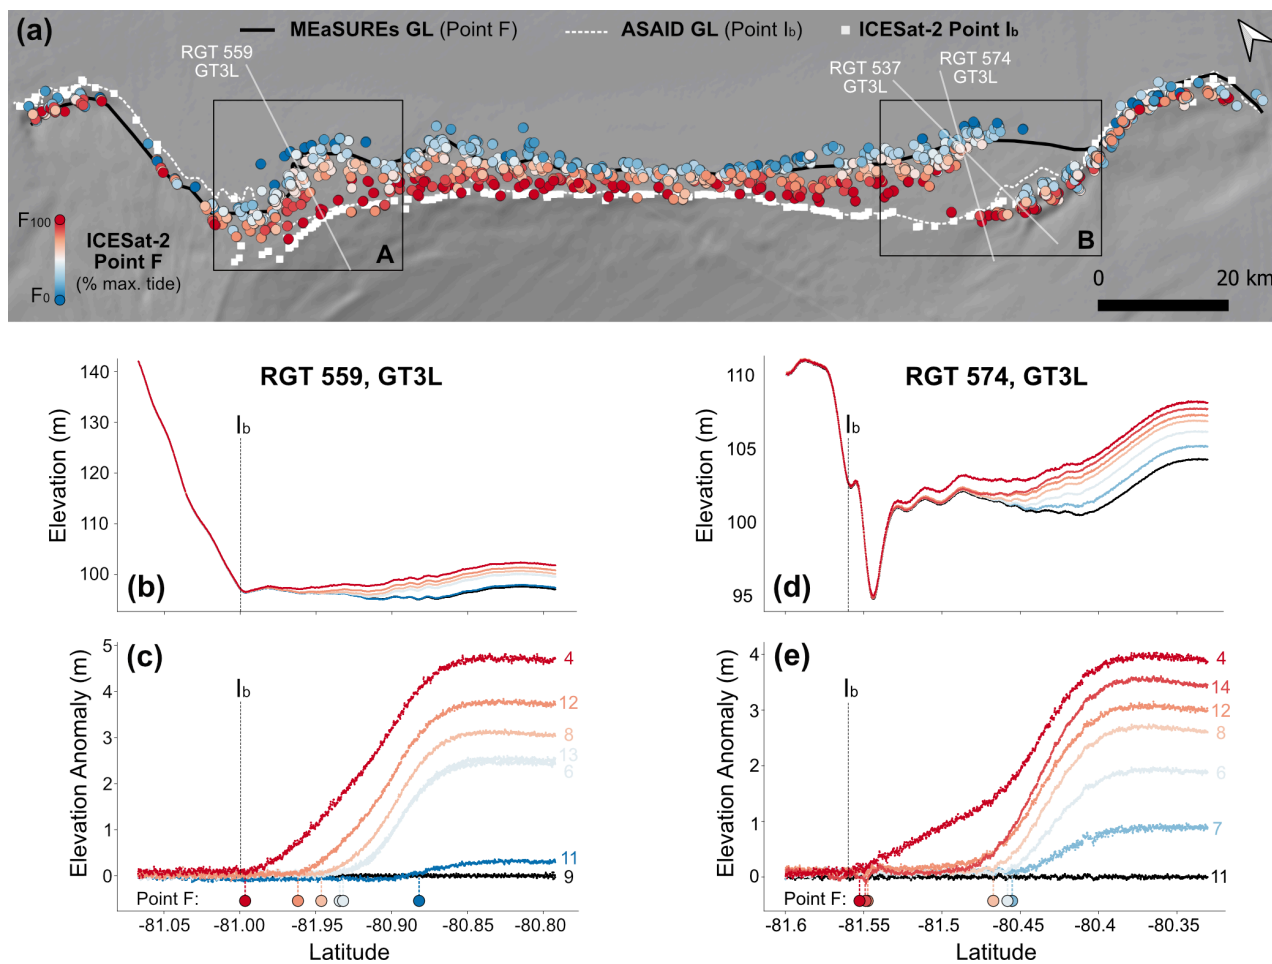 (a)
MEaSUREs GL (Point F)
ASAID GL (Point Ib)
ICESat-2 Point Ib
RGT 559
GT3L
RGT 537
GT3L
RGT 574
GT3L
F100
ICESat-2
Point F
(% max. tide)
F0
A
B
0 20 km
RGT 559, GT3L
Elevation (m)
140
130
120
110
100
Ib
(b)
RGT 574, GT3L
Elevation (m)
110
105
100
95
Ib
(d)
(c)
Elevation Anomaly (m)
5
4
3
2
1
0
Ib
4
12
8
13
6
11
9
Point F:
-81.05 -81.00 -81.95 -80.90 -80.85 -80.80
Latitude
(e)
Elevation Anomaly (m)
4
3
2
1
0
Ib
4
14
12
8
6
7
11
Point F:
-81.6 -81.55 -81.5 -80.45 -80.4 -80.35
Latitude